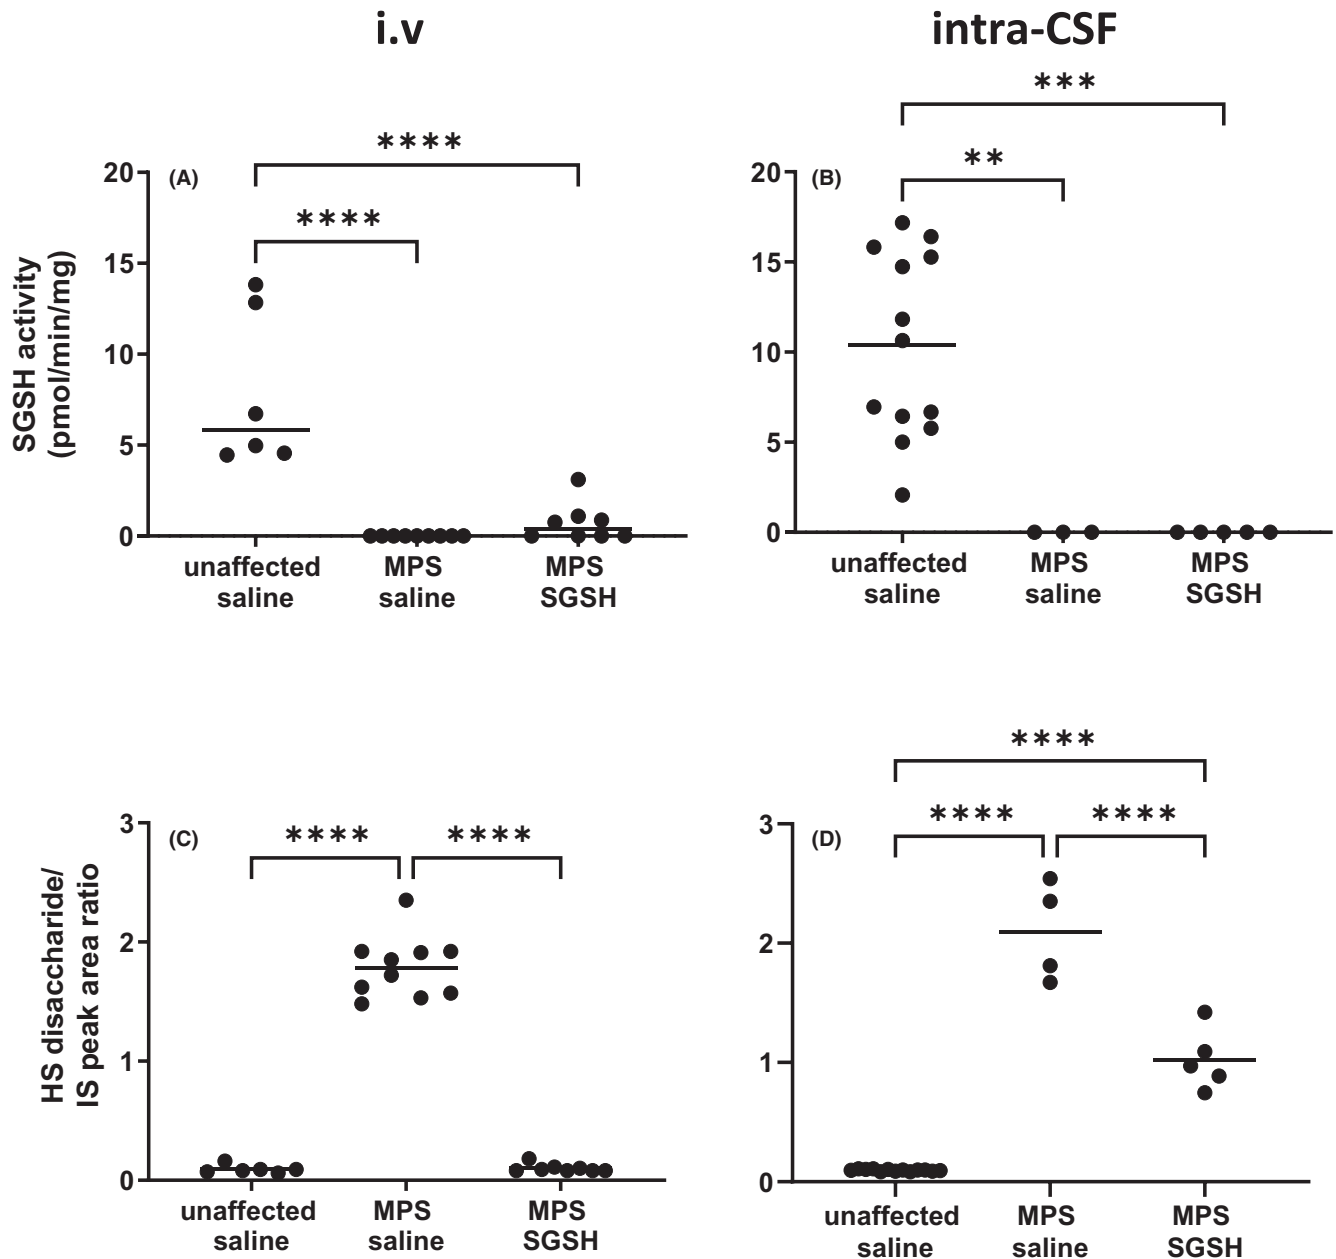 i.v
intra-CSF
SGSH activity
(pmol/min/mg)
(A)
****
****
20
15
10
5
0
unaffected
saline
MPS
saline
MPS
SGSH
(B)
***
**
20
15
10
5
0
unaffected
saline
MPS
saline
MPS
SGSH
HS disaccharide/
IS peak area ratio
(C)
****
****
3
2
1
0
unaffected
saline
MPS
saline
MPS
SGSH
(D)
****
****
****
3
2
1
0
unaffected
saline
MPS
saline
MPS
SGSH